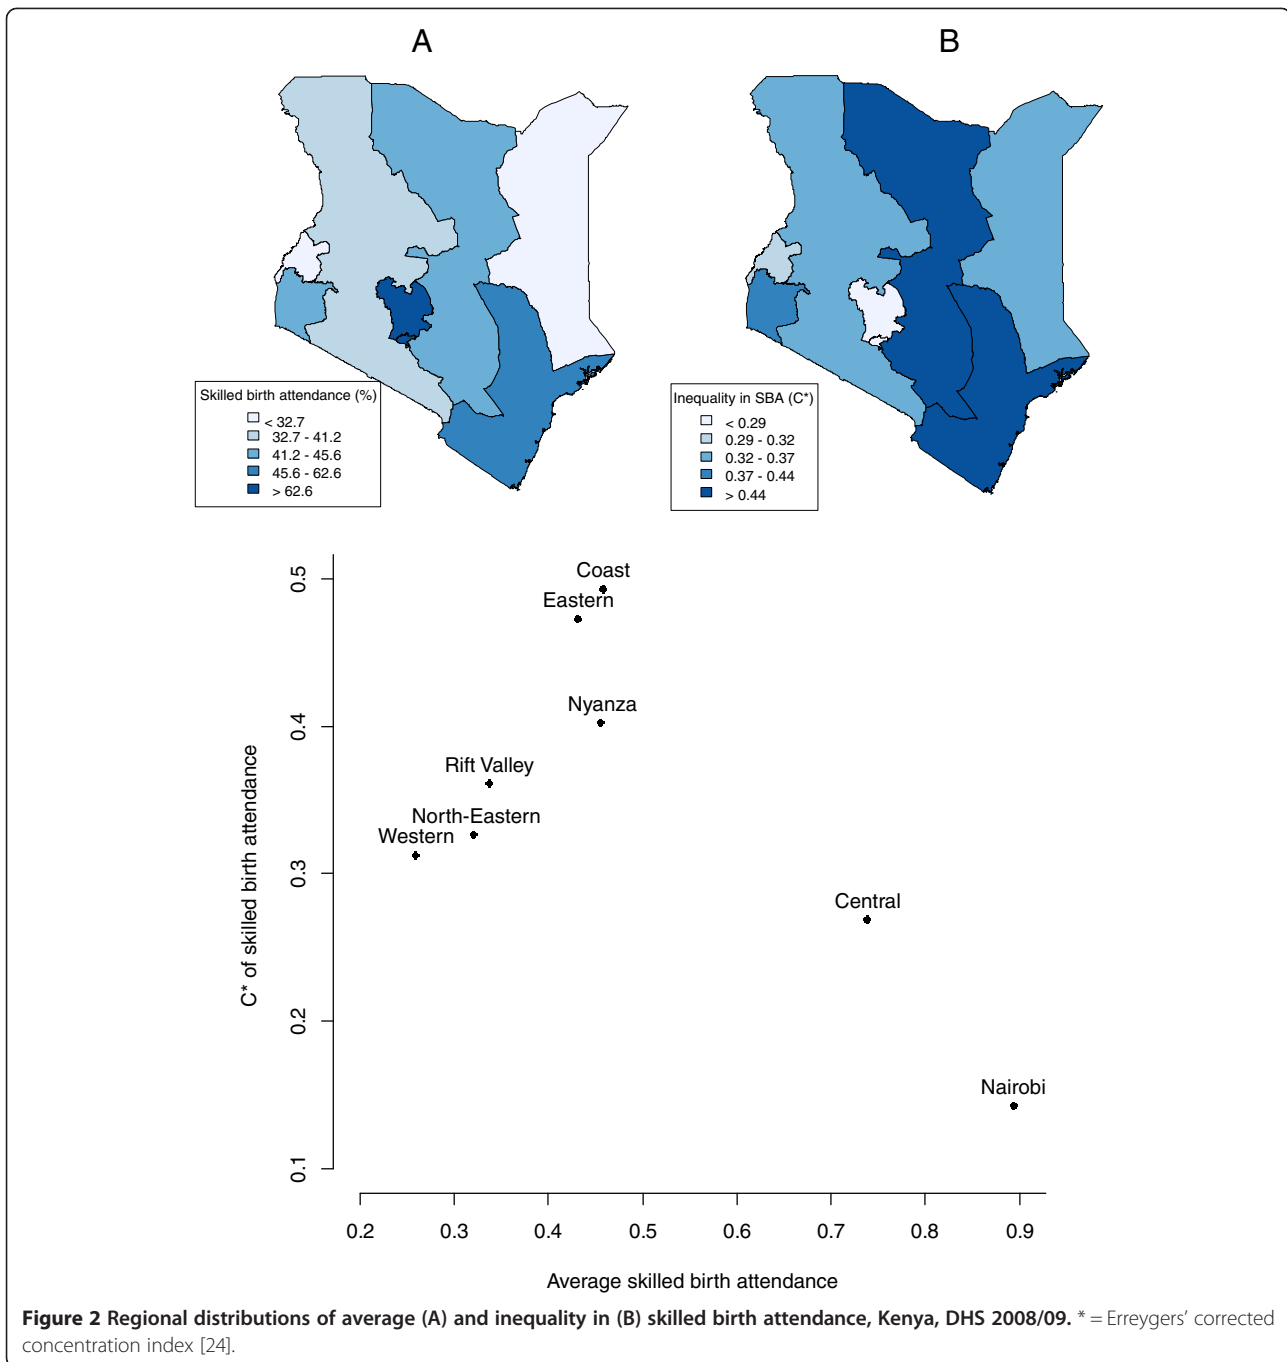 A
B
Skilled birth attendance (%)
< 32.7
32.7 - 41.2
41.2 - 45.6
45.6 - 62.6
> 62.6
Inequality in SBA (C*)
< 0.29
0.29 - 0.32
0.32 - 0.37
0.37 - 0.44
> 0.44
C* of skilled birth attendance
0.5
0.4
0.3
0.2
0.1
Coast
Eastern
Nyanza
Rift Valley
North-Eastern
Western
Central
Nairobi
0.2 0.3 0.4 0.5 0.6 0.7 0.8 0.9
Average skilled birth attendance
Figure 2 Regional distributions of average (A) and inequality in (B) skilled birth attendance, Kenya, DHS 2008/09. * = Erreygers' corrected
concentration index [24].